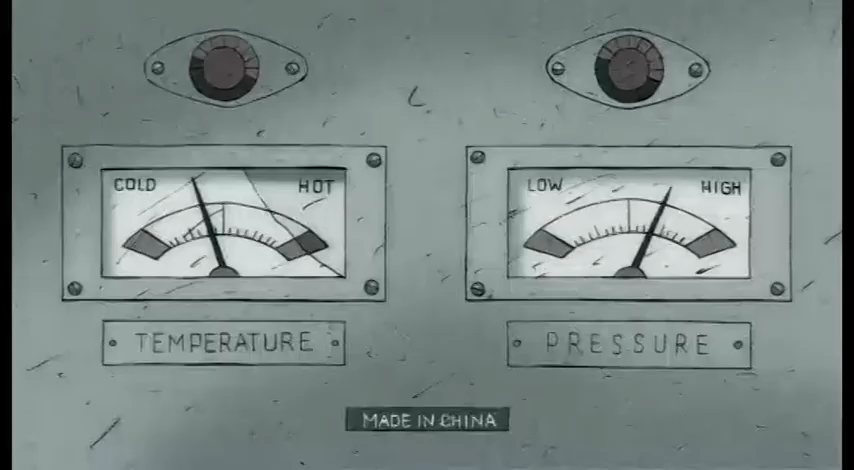 COLD HOT
LOW HIGH
TEMPERATURE
PRESSURE
MADE IN CHINA